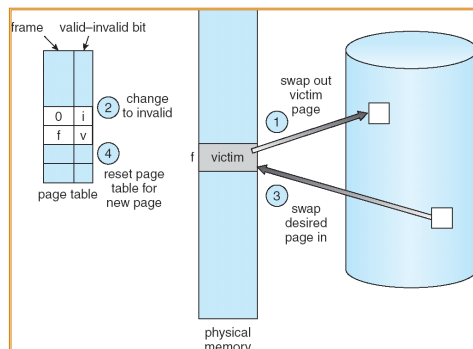 frame
valid–invalid bit
0 i
f v
page table
2
change
to invalid
4
reset page
table for
new page
f
victim
physical
memory
1
swap out
victim
page
3
swap
desired
page in